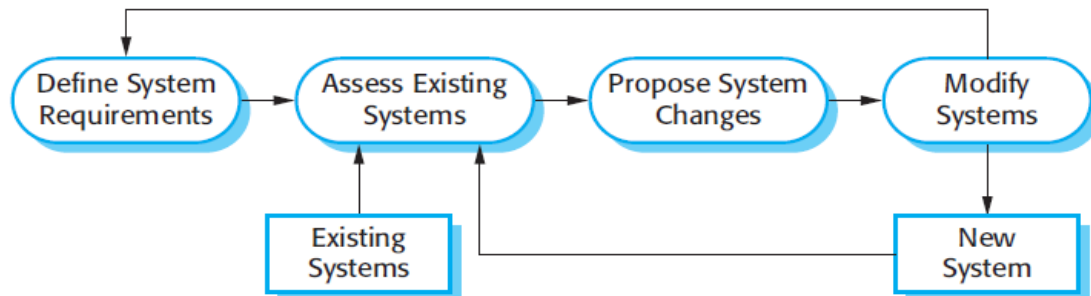 Define System
Requirements
Assess Existing
Systems
Propose System
Changes
Modify
Systems
Existing
Systems
New
System